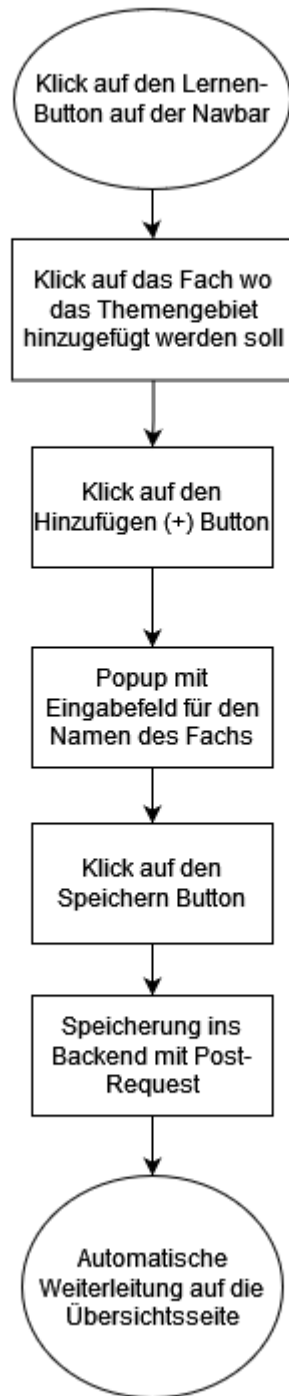 Klick auf den Lernen-
Button auf der Navbar
Klick auf das Fach wo
das Themengebiet
hinzugefügt werden soll
Klick auf den
Hinzufügen (+) Button
Popup mit
Eingabefeld für den
Namen des Fachs
Klick auf den
Speichern Button
Speicherung ins
Backend mit Post-
Request
Automatische
Weiterleitung auf die
Übersichtsseite